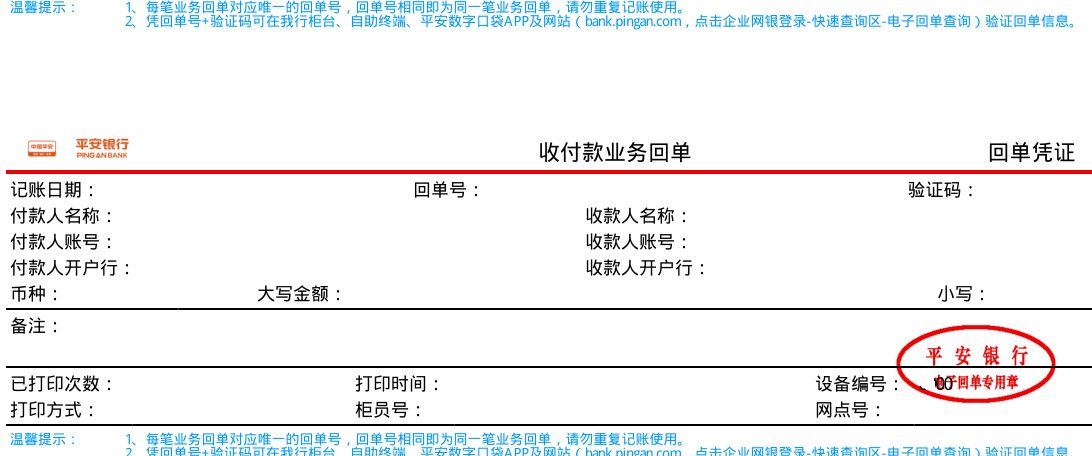 温馨提示： 1、每笔业务回单对应唯一的回单号，回单号相同即为同一笔业务回单，请勿重复记账使用。
2、凭回单号+验证码可在我行柜台、自助终端、平安数字口袋APP及网站（bank.pingan.com，点击企业网银登录-快速查询区-电子回单查询）验证回单信息。
中国平安 平安银行 收付款业务回单 回单凭证
PING AN BANK
记账日期： 回单号： 验证码：
付款人名称： 收款人名称：
付款人账号： 收款人账号：
付款人开户行： 收款人开户行：
币种： 大写金额： 小写：
备注：
平安银行
电子回单专用章
已打印次数： 打印时间： 设备编号： 、00
打印方式： 柜员号： 网点号：
温馨提示： 1、每笔业务回单对应唯一的回单号，回单号相同即为同一笔业务回单，请勿重复记账使用。
2、凭回单号+验证码可在我行柜台、自助终端、平安数字口袋APP及网站（bank.pingan.com，点击企业网银登录-快速查询区-电子回单查询）验证回单信息